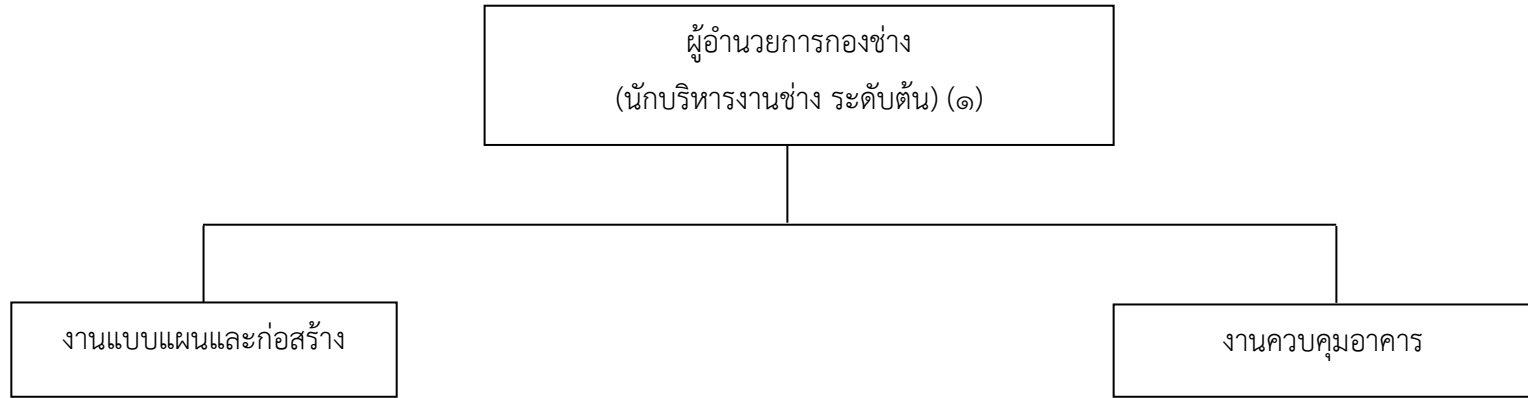 ผู้อำนวยการกองช่าง
(นักบริหารงานช่าง ระดับต้น) (๑)
งานแบบแผนและก่อสร้าง
งานควบคุมอาคาร